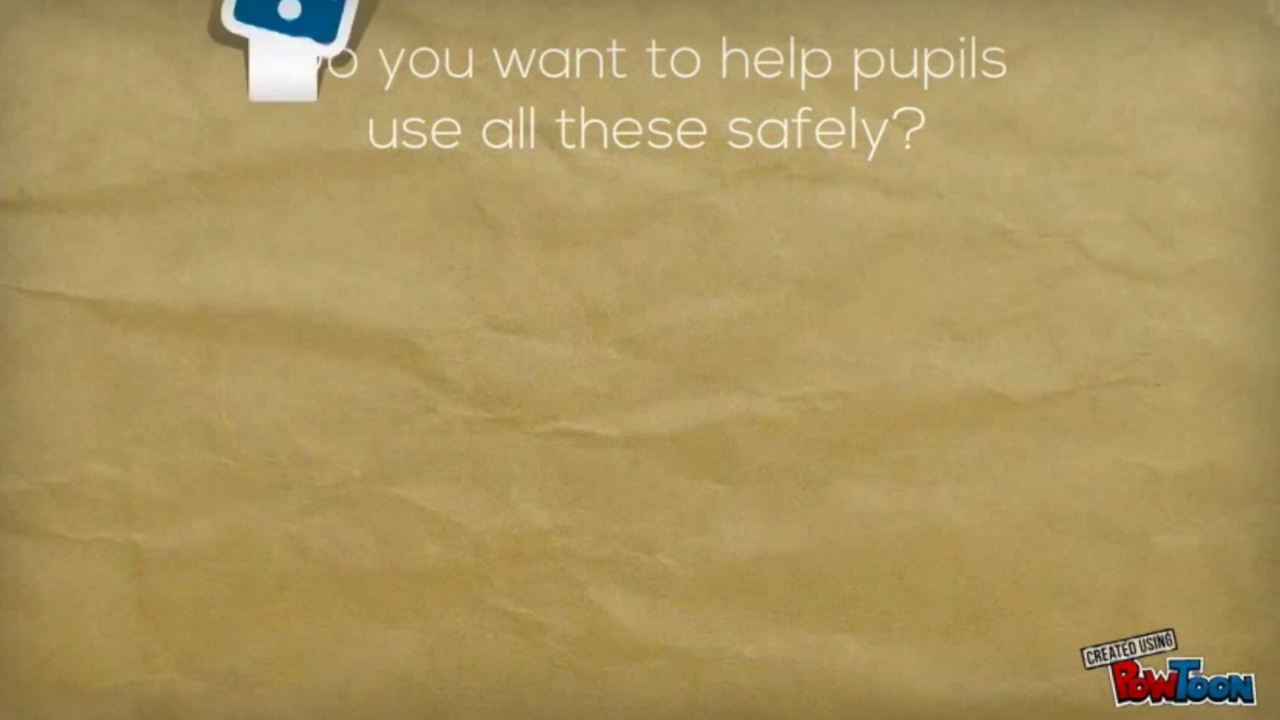 o you want to help pupils
use all these safely?
CREATED USING
POWTOON